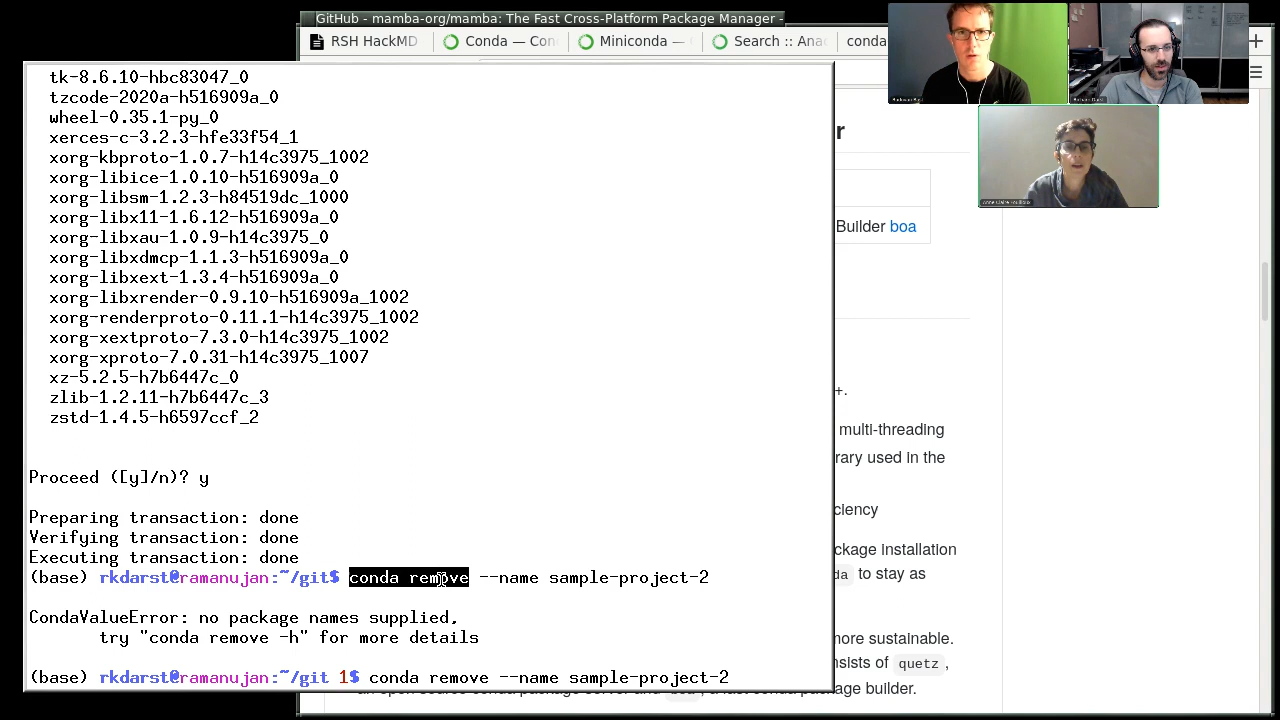 GitHub - mamba-org/mamba: The Fast Cross-Platform Package Manager -
RSH HackMD
Conda — Con
Miniconda —
Search :: Ana
conda
tk-8.6.10-hbc83047_0
tzcode-2020a-h516909a_0
wheel-0.35.1-py_0
xerces-c-3.2.3-hfe33f54_1
xorg-kbproto-1.0.7-h14c3975_1002
xorg-libice-1.0.10-h516909a_0
xorg-libsm-1.2.3-h84519dc_1000
xorg-libx11-1.6.12-h516909a_0
xorg-libxau-1.0.9-h14c3975_0
xorg-libxdmcp-1.1.3-h516909a_0
xorg-libxext-1.3.4-h516909a_0
xorg-libxrender-0.9.10-h516909a_1002
xorg-renderproto-0.11.1-h14c3975_1002
xorg-xextproto-7.3.0-h14c3975_1002
xorg-xproto-7.0.31-h14c3975_1007
xz-5.2.5-h7b6447c_0
zlib-1.2.11-h7b6447c_3
zstd-1.4.5-h6597ccf_2
Proceed ([y]/n)? y
Preparing transaction: done
Verifying transaction: done
Executing transaction: done
(base) rkdarst@ramanujan:~/git$ conda remove --name sample-project-2
CondaValueError: no package names supplied,
try "conda remove -h" for more details
(base) rkdarst@ramanujan:~/git 1$ conda remove --name sample-project-2
r
Builder boa
+.
multi-threading
rary used in the
ciency
ckage installation
da to stay as
more sustainable.
nsists of quetz,
kage builder.